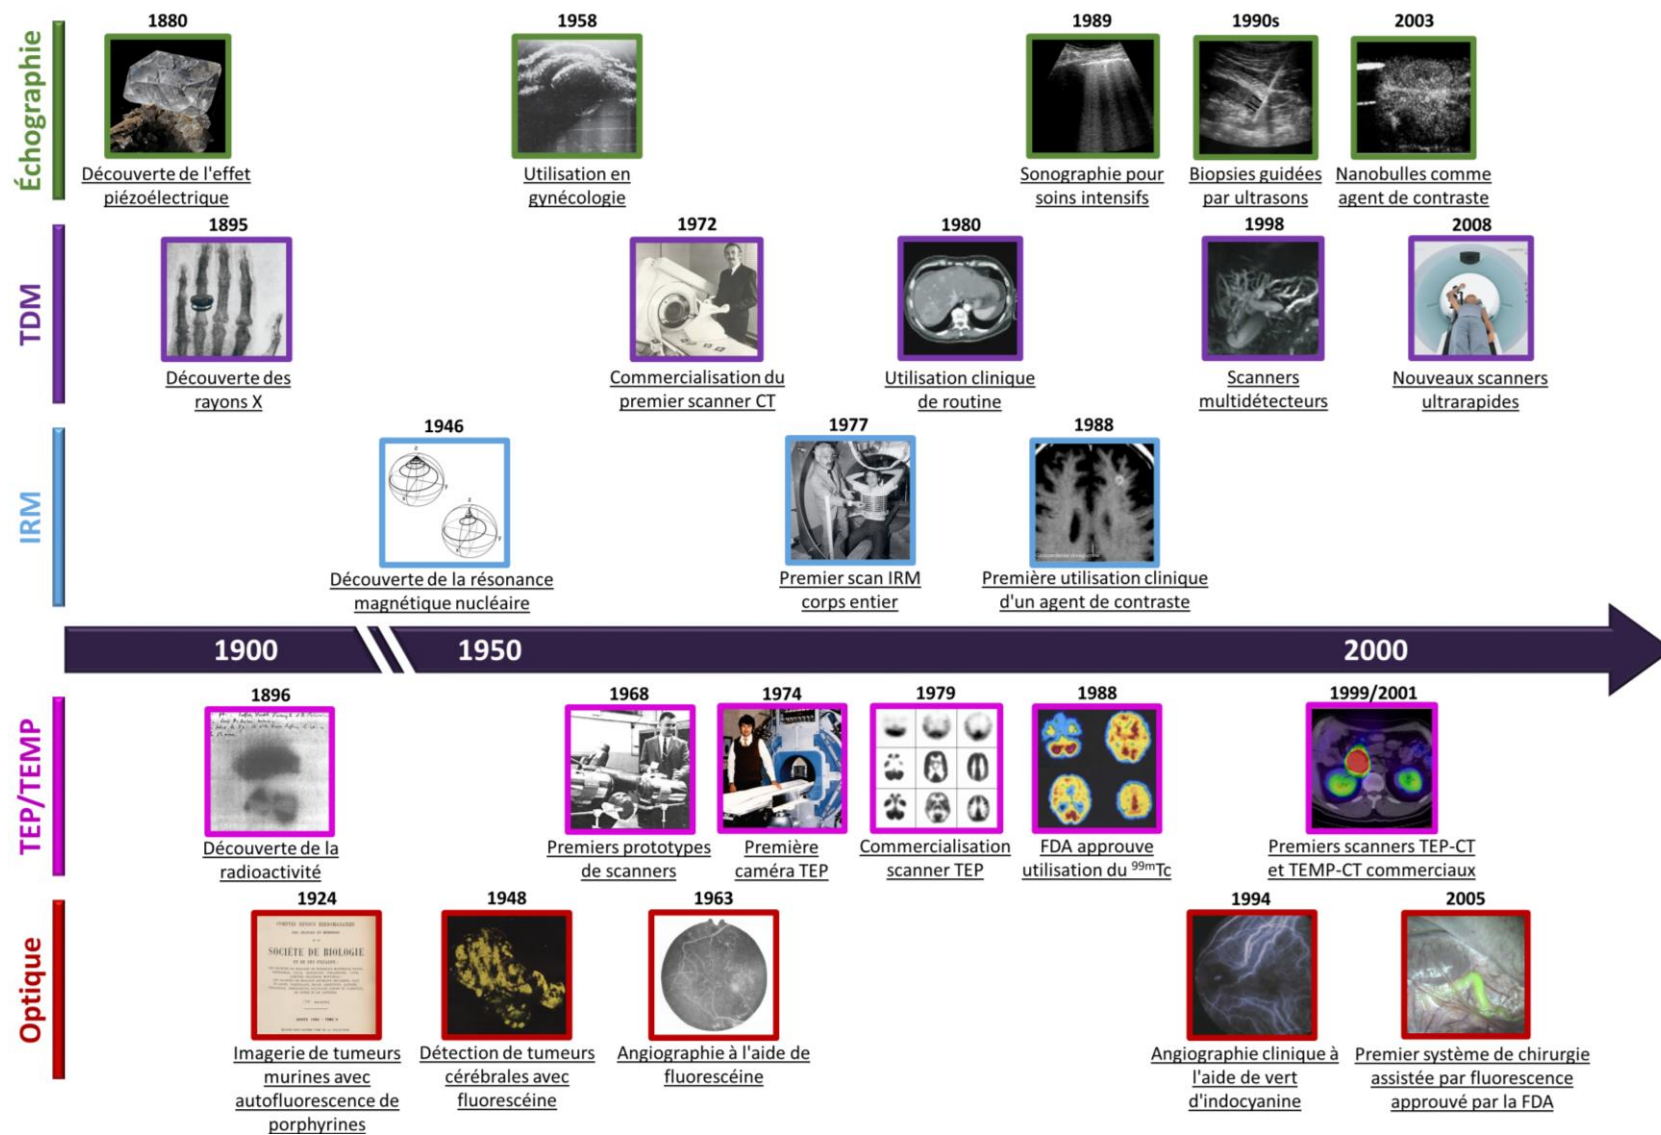 Échographie
1880
Découverte de l'effet
piézoélectrique
1958
Utilisation en
gynécologie
1989
Sonographie pour
soins intensifs
1990s
Biopsies guidées
par ultrasons
2003
Nanobulles comme
agent de contraste
TDM
1895
Découverte des
rayons X
1972
Commercialisation du
premier scanner CT
1980
Utilisation clinique
de routine
1998
Scanners
multidétecteurs
2008
Nouveaux scanners
ultrarapides
IRM
1946
Découverte de la résonance
magnétique nucléaire
1977
Premier scan IRM
corps entier
1988
Première utilisation clinique
d'un agent de contraste
1900
1950
2000
TEP/TEMP
1896
Découverte de la
radioactivité
1968
Premiers prototypes
de scanners
1974
Première
caméra TEP
1979
Commercialisation
scanner TEP
1988
FDA approuve
utilisation du ⁹⁹ᵐTc
1999/2001
Premiers scanners TEP-CT
et TEMP-CT commerciaux
Optique
1924
SOCIÉTÉ DE BIOLOGIE
Imagerie de tumeurs
murines avec
autofluorescence de
porphyrines
1948
Détection de tumeurs
cérébrales avec
fluorescéine
1963
Angiographie à l'aide de
fluorescéine
1994
Angiographie clinique à
l'aide de vert
d'indocyanine
2005
Premier système de chirurgie
assistée par fluorescence
approuvé par la FDA